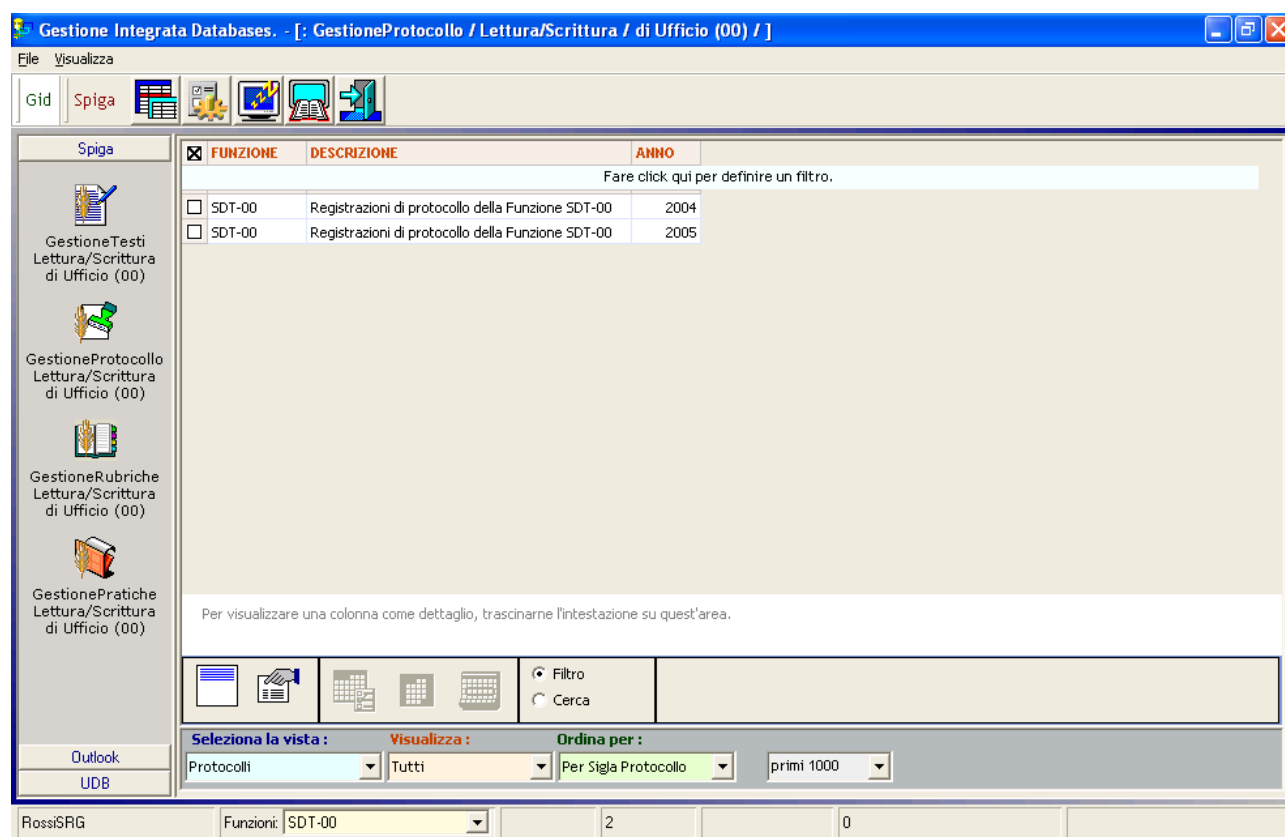 Gestione Integrata Databases. - [: GestioneProtocollo / Lettura/Scrittura / di Ufficio (00) / ]
File Visualizza
Gid Spiga
Spiga
GestioneTesti
Lettura/Scrittura
di Ufficio (00)
GestioneProtocollo
Lettura/Scrittura
di Ufficio (00)
GestioneRubriche
Lettura/Scrittura
di Ufficio (00)
GestionePratiche
Lettura/Scrittura
di Ufficio (00)
Outlook
UDB
FUNZIONE DESCRIZIONE ANNO
Fare click qui per definire un filtro.
SDT-00 Registrazioni di protocollo della Funzione SDT-00 2004
SDT-00 Registrazioni di protocollo della Funzione SDT-00 2005
Per visualizzare una colonna come dettaglio, trascinarne l'intestazione su quest'area.
Filtro
Cerca
Seleziona la vista : Visualizza : Ordina per :
Protocolli Tutti Per Sigla Protocollo primi 1000
RossiSRG Funzioni: SDT-00 2 0